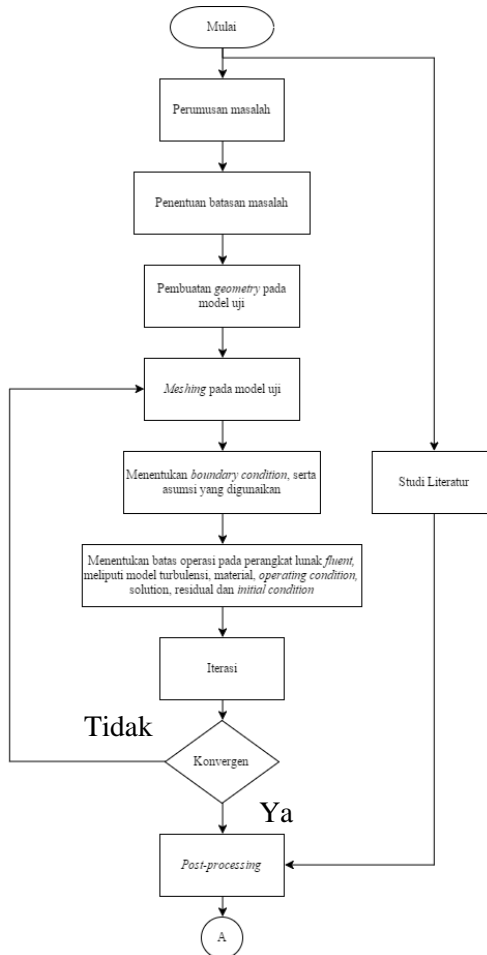 Mulai
Perumusan masalah
Penentuan batasan masalah
Pembuatan geometry pada
model uji
Meshing pada model uji
Menentukan boundary condition, serta
asumsi yang digunaikan
Studi Literatur
Menentukan batas operasi pada perangkat lunak fluent,
meliputi model turbulensi, material, operating condition,
solution, residual dan initial condition
Iterasi
Tidak
Konvergen
Ya
Post-processing
A